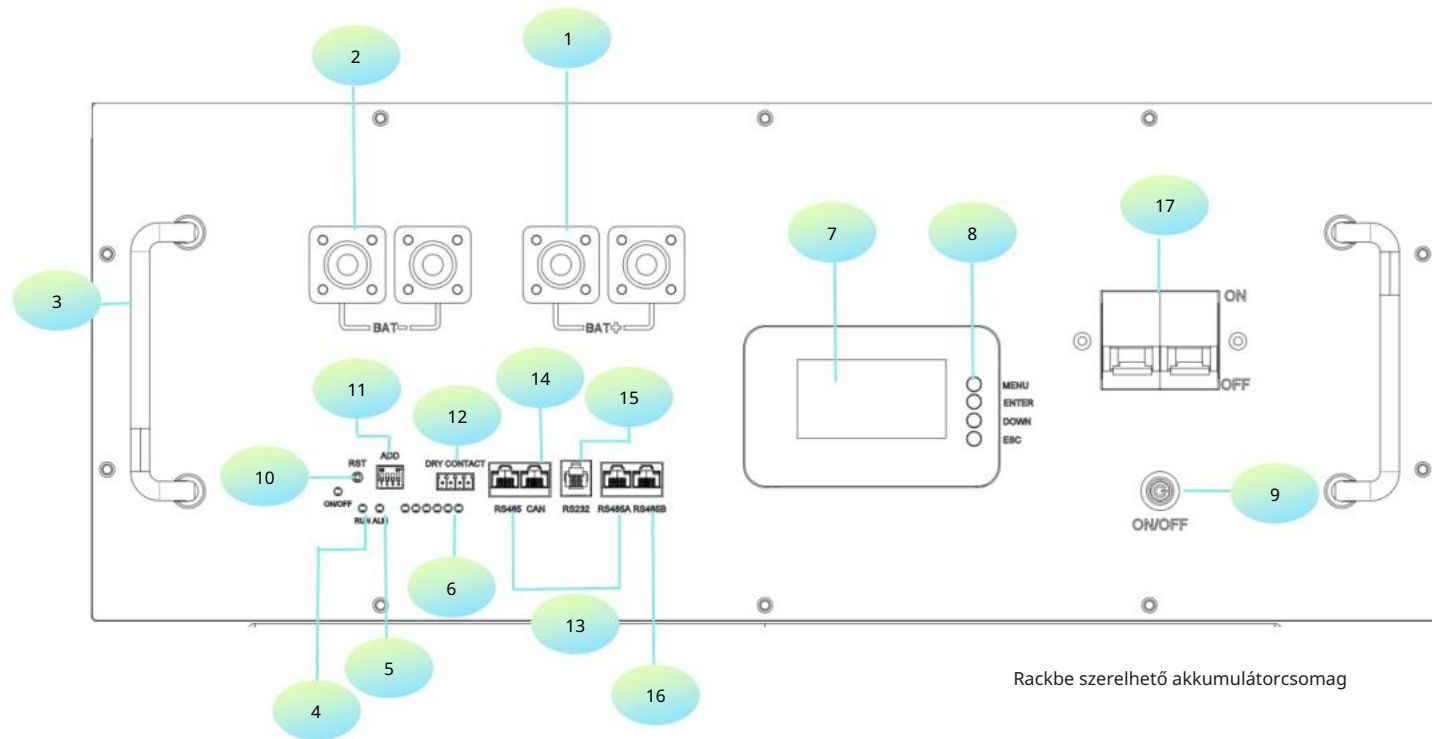 1
2
17
7
8
3
ON
BAT-
BAT+
14
15
11
12
MENU
ENTER
DOWN
ESC
OFF
ADD
RST
DRY CONTACT
10
9
ON/OFF
RUN ALM
RS485 CAN
RS232
RS485A RS485B
ON/OFF
6
13
5
16
4
Rackbe szerelhető akkumulátorcsomag